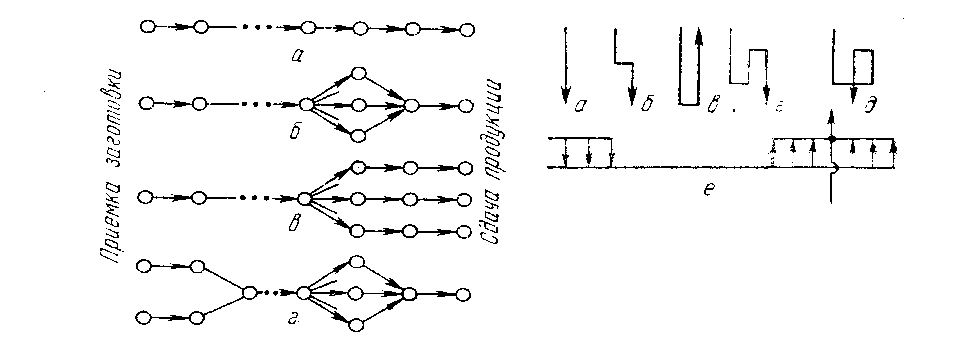 Приемка заготовки
а
б
в
г
Сдача продукции
а
б
в
г
д
е